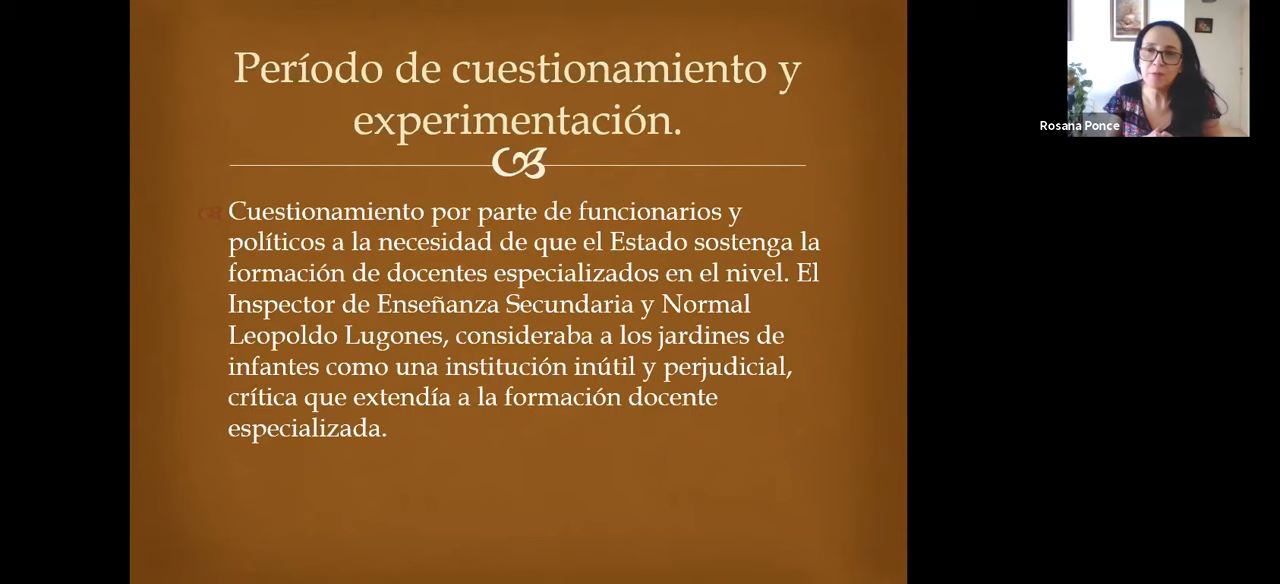 Período de cuestionamiento y
experimentación.
Cuestionamiento por parte de funcionarios y
políticos a la necesidad de que el Estado sostenga la
formación de docentes especializados en el nivel. El
Inspector de Enseñanza Secundaria y Normal
Leopoldo Lugones, consideraba a los jardines de
infantes como una institución inútil y perjudicial,
crítica que extendía a la formación docente
especializada.
Rosana Ponce